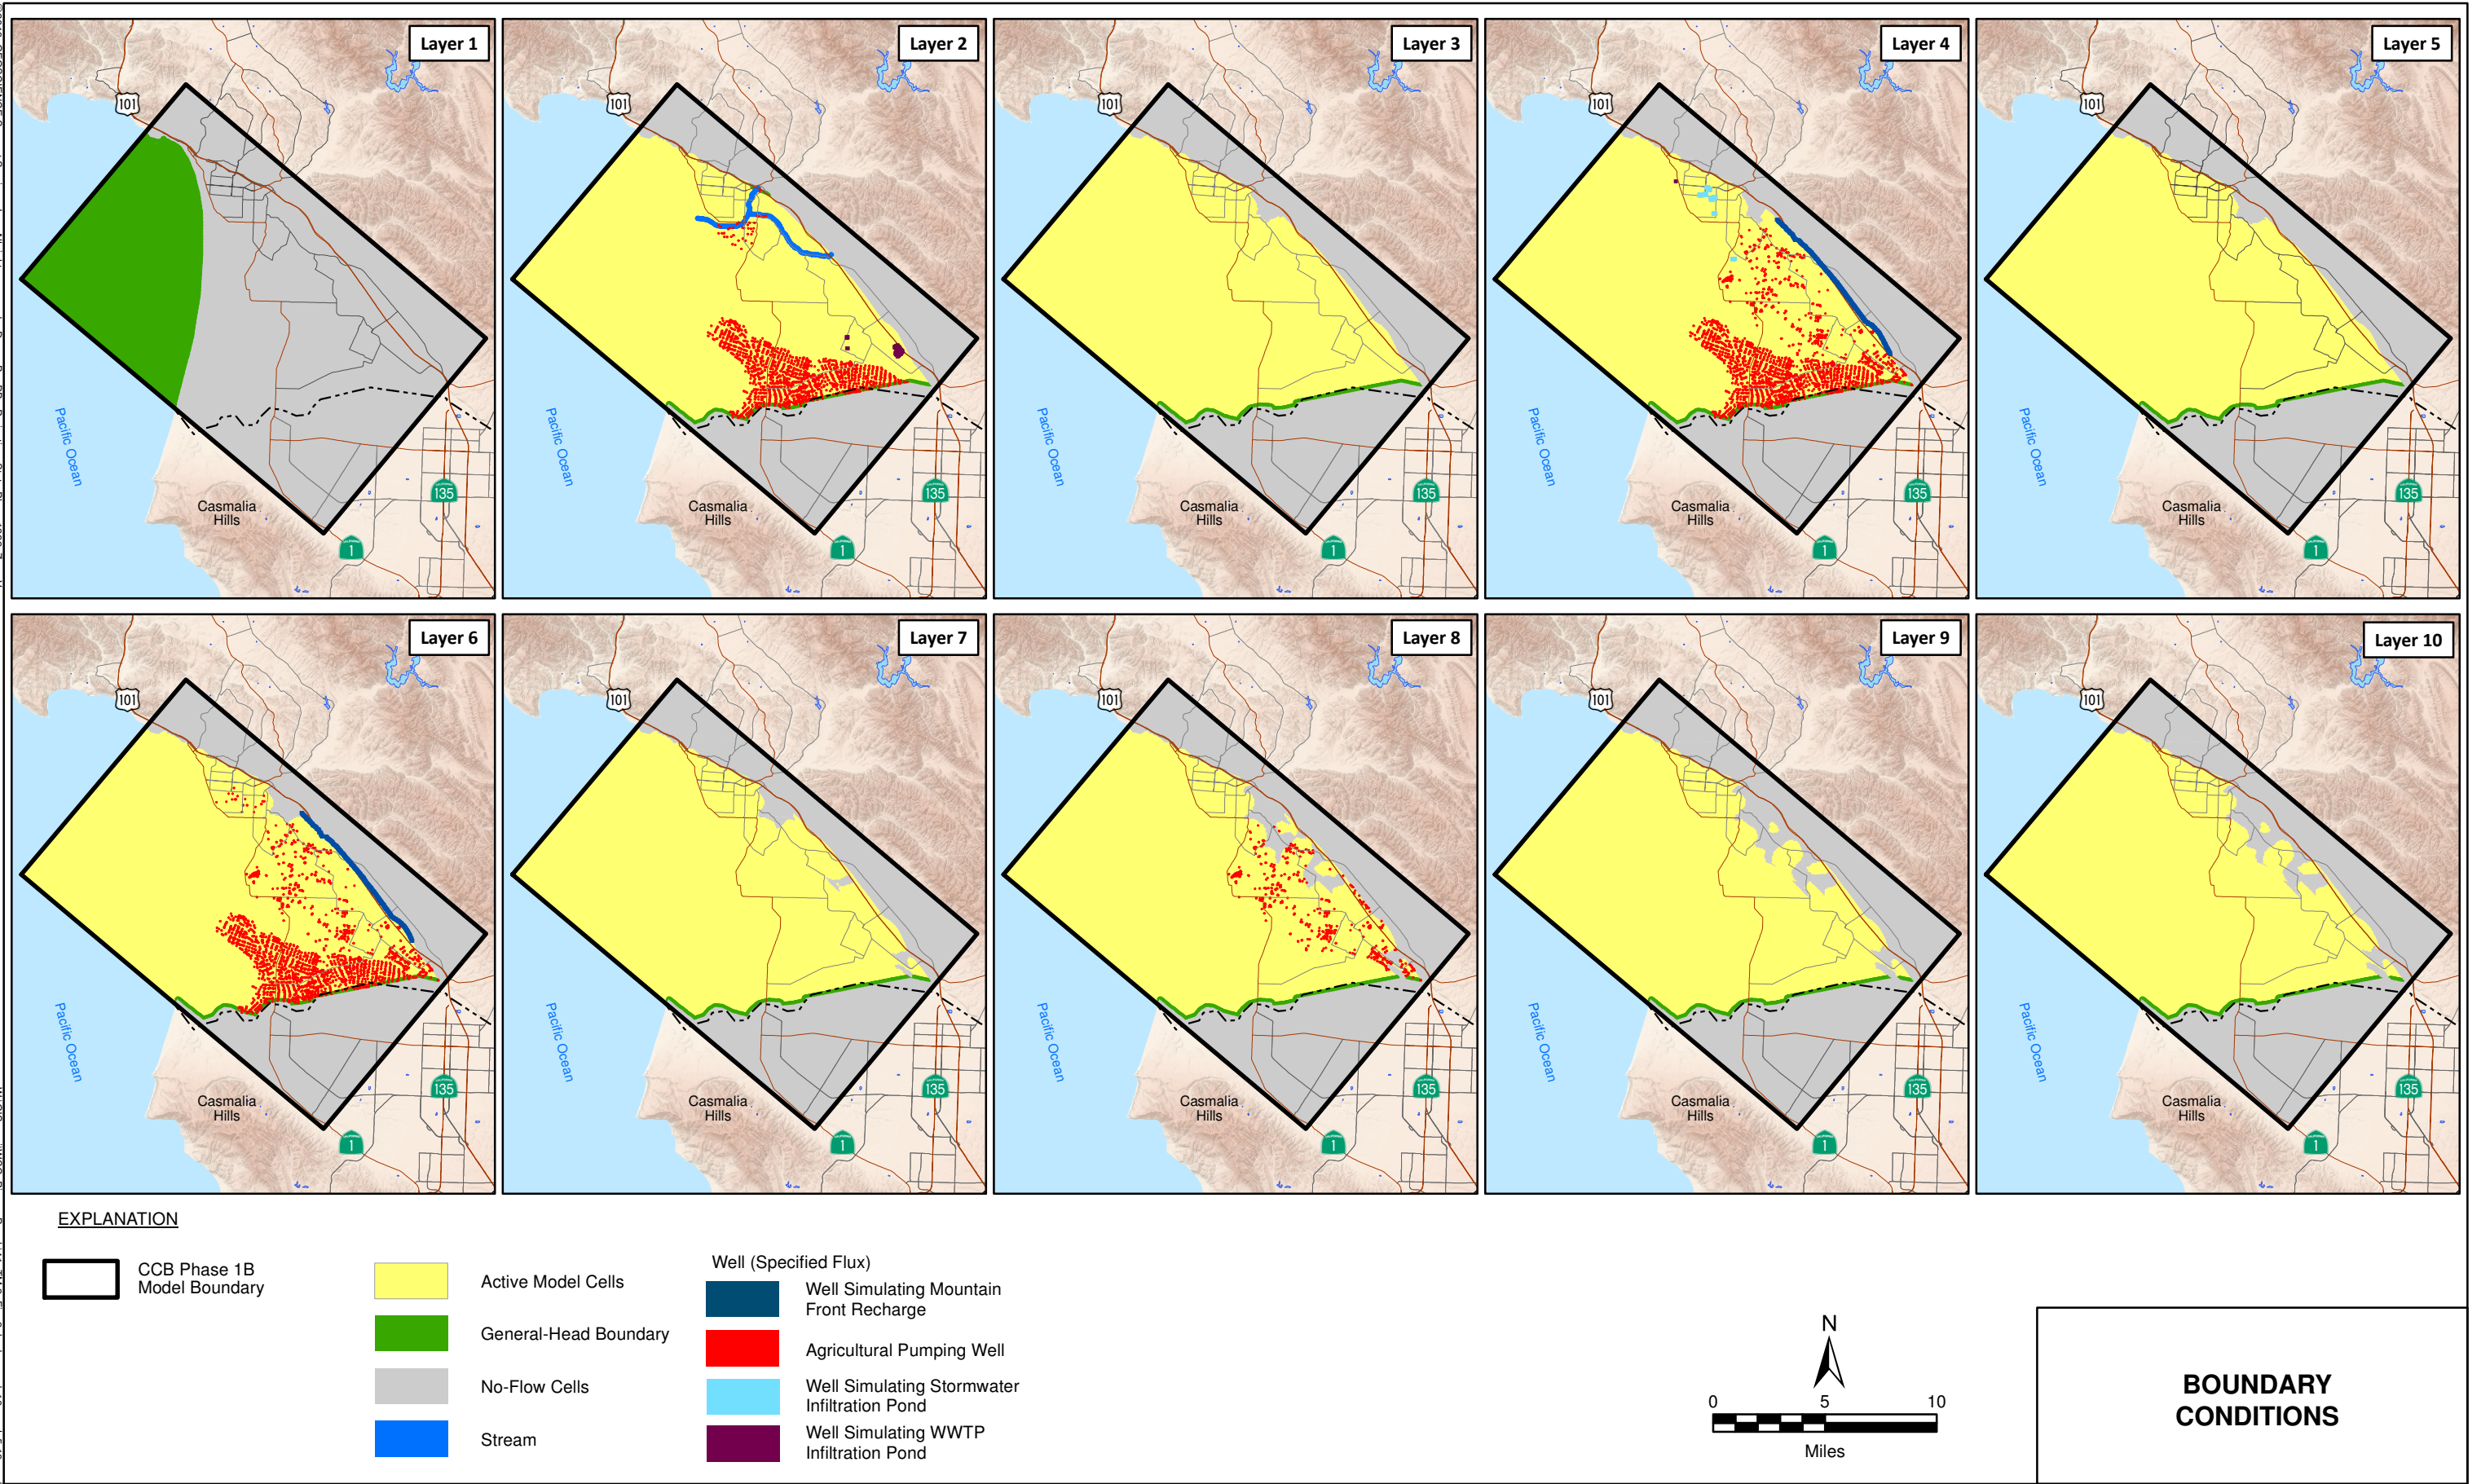 Layer 1
101
Pacific Ocean
Casmalia
Hills
135
1
Layer 2
101
Pacific Ocean
Casmalia
Hills
135
1
Layer 3
101
Pacific Ocean
Casmalia
Hills
135
1
Layer 4
101
Pacific Ocean
Casmalia
Hills
135
1
Layer 5
101
Pacific Ocean
Casmalia
Hills
135
1
Layer 6
101
Pacific Ocean
Casmalia
Hills
135
1
Layer 7
101
Pacific Ocean
Casmalia
Hills
135
1
Layer 8
101
Pacific Ocean
Casmalia
Hills
135
1
Layer 9
101
Pacific Ocean
Casmalia
Hills
135
1
Layer 10
101
Pacific Ocean
Casmalia
Hills
135
1
EXPLANATION
CCB Phase 1B
Model Boundary
Active Model Cells
General-Head Boundary
No-Flow Cells
Stream
Well (Specified Flux)
Well Simulating Mountain
Front Recharge
Agricultural Pumping Well
Well Simulating Stormwater
Infiltration Pond
Well Simulating WWTP
Infiltration Pond
N
0 5 10
Miles
BOUNDARY
CONDITIONS